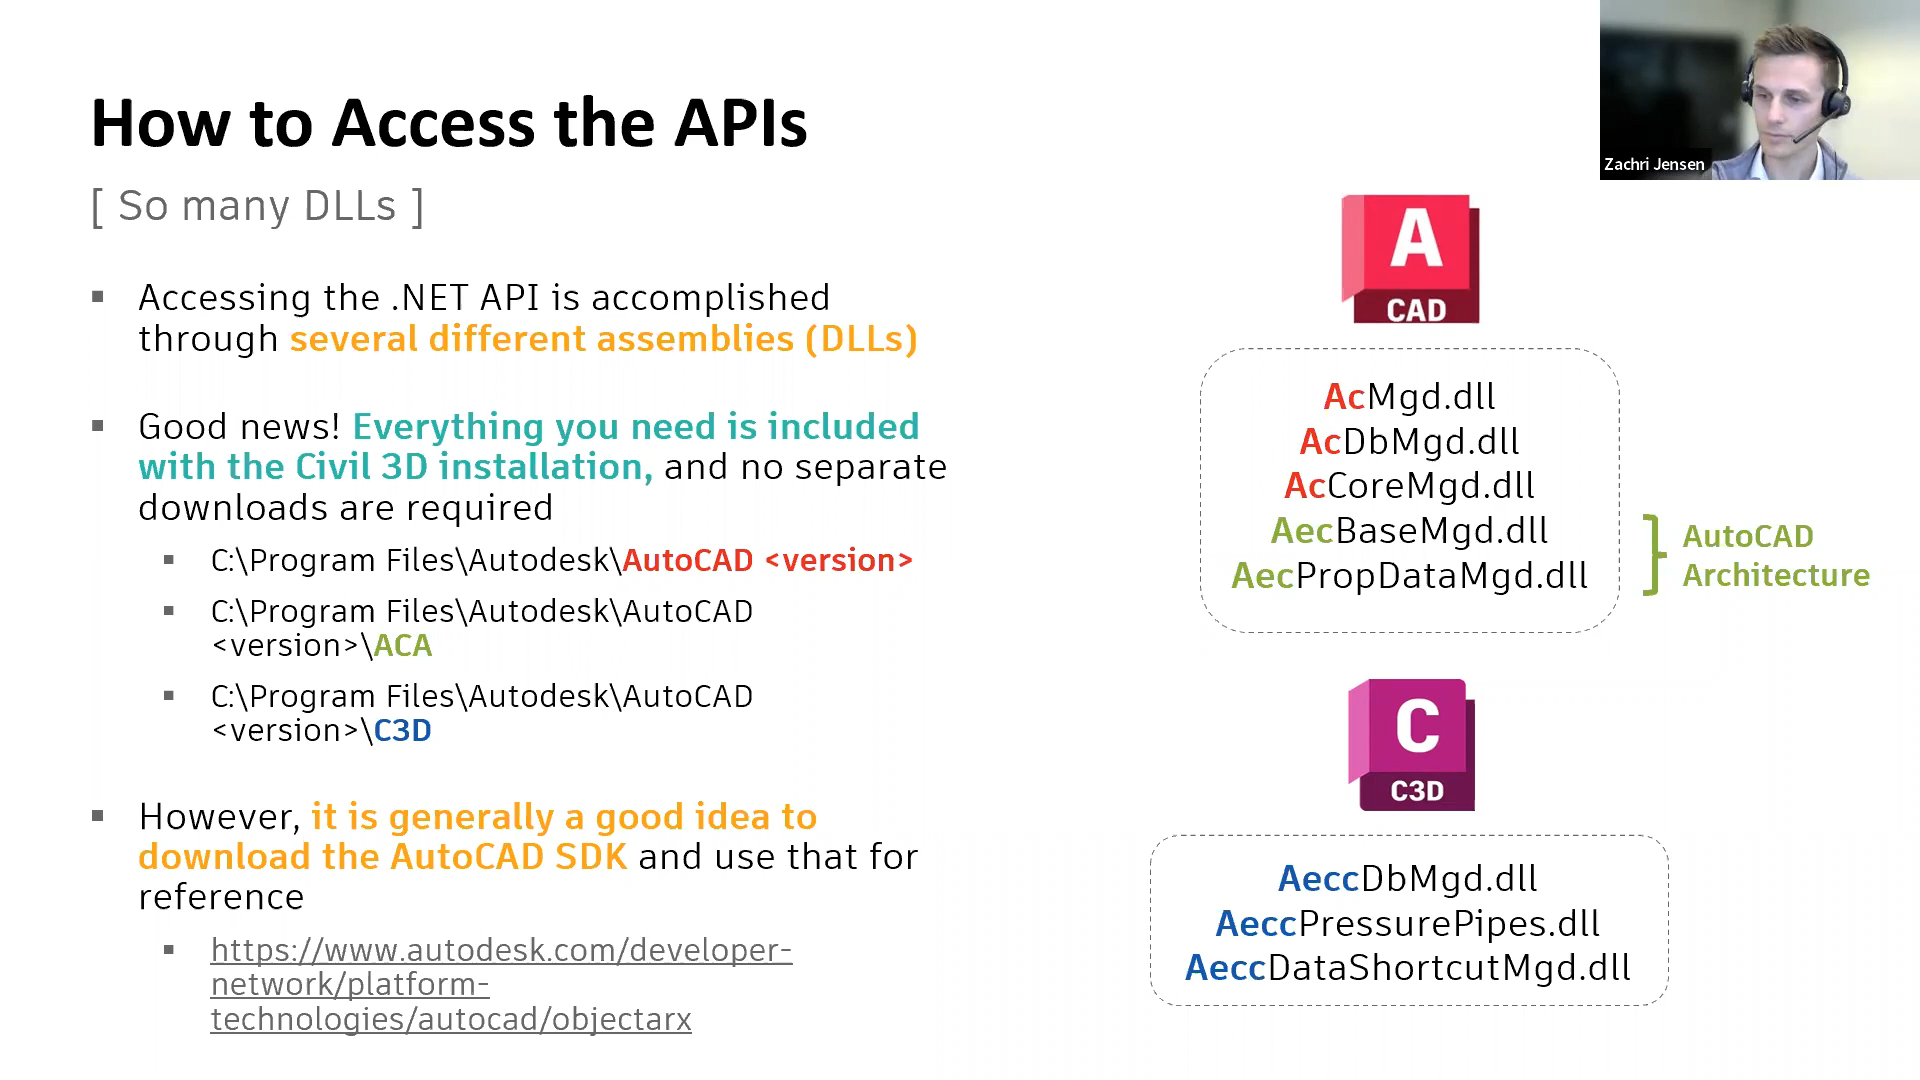 How to Access the APIs
[ So many DLLs ]
▪ Accessing the .NET API is accomplished
through several different assemblies (DLLs)
▪ Good news! Everything you need is included
with the Civil 3D installation, and no separate
downloads are required
▪ C:\Program Files\Autodesk\AutoCAD <version>
▪ C:\Program Files\Autodesk\AutoCAD
<version>\ACA
▪ C:\Program Files\Autodesk\AutoCAD
<version>\C3D
▪ However, it is generally a good idea to
download the AutoCAD SDK and use that for
reference
▪ https://www.autodesk.com/developer-
network/platform-
technologies/autocad/objectarx
Zachri Jensen
A
CAD
AcMgd.dll
AcDbMgd.dll
AcCoreMgd.dll
AecBaseMgd.dll
AecPropDataMgd.dll
AutoCAD
Architecture
C
C3D
AeccDbMgd.dll
AeccPressurePipes.dll
AeccDataShortcutMgd.dll